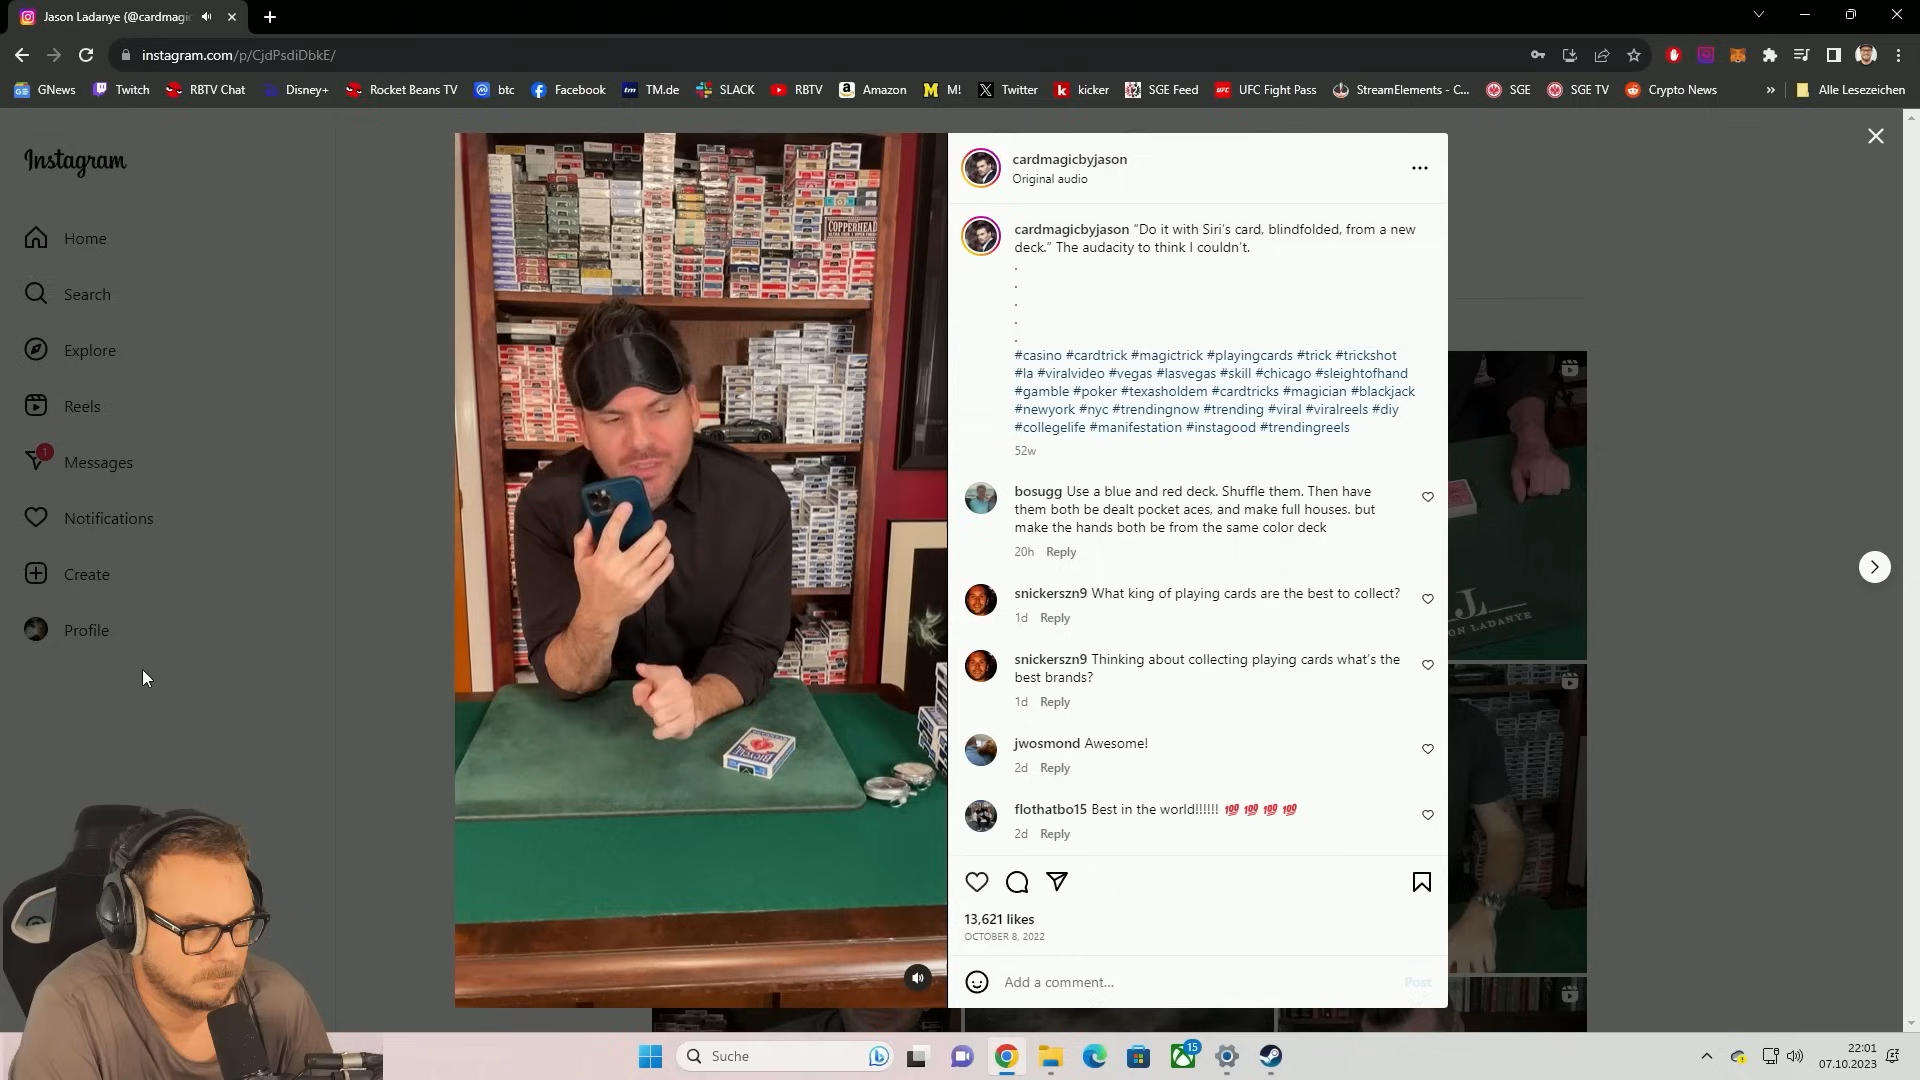 Jason Ladanye (@cardmagic
instagram.com/p/CjdPsdiDbkE/
GNews
Twitch
RBTV Chat
Disney+
Rocket Beans TV
btc
Facebook
tm
TM.de
SLACK
RBTV
Amazon
M!
Twitter
kicker
SGE Feed
UFC Fight Pass
StreamElements - C...
SGE
SGE TV
Crypto News
»
Alle Lesezeichen
Instagram
Home
Search
Explore
Reels
1
Messages
Notifications
Create
Profile
COPPERHEAD
BICYCLE
cardmagicbyjason
Original audio
cardmagicbyjason “Do it with Siri’s card, blindfolded, from a new
deck.” The audacity to think I couldn’t.
.
.
.
.
.
#casino #cardtrick #magictrick #playingcards #trick #trickshot
#la #viralvideo #vegas #lasvegas #skill #chicago #sleightofhand
#gamble #poker #texasholdem #cardtricks #magician #blackjack
#newyork #nyc #trendingnow #trending #viral #viralreels #diy
#collegelife #manifestation #instagood #trendingreels
52w
bosugg Use a blue and red deck. Shuffle them. Then have
them both be dealt pocket aces, and make full houses. but
make the hands both be from the same color deck
20h Reply
snickerszn9 What king of playing cards are the best to collect?
1d Reply
snickerszn9 Thinking about collecting playing cards what's the
best brands?
1d Reply
jwosmond Awesome!
2d Reply
flothatbo15 Best in the world!!!!!! 💯 💯 💯 💯
2d Reply
13,621 likes
OCTOBER 8, 2022
Add a comment...
Post
J.L
ON LADANYE
Suche
15
22:01
07.10.2023